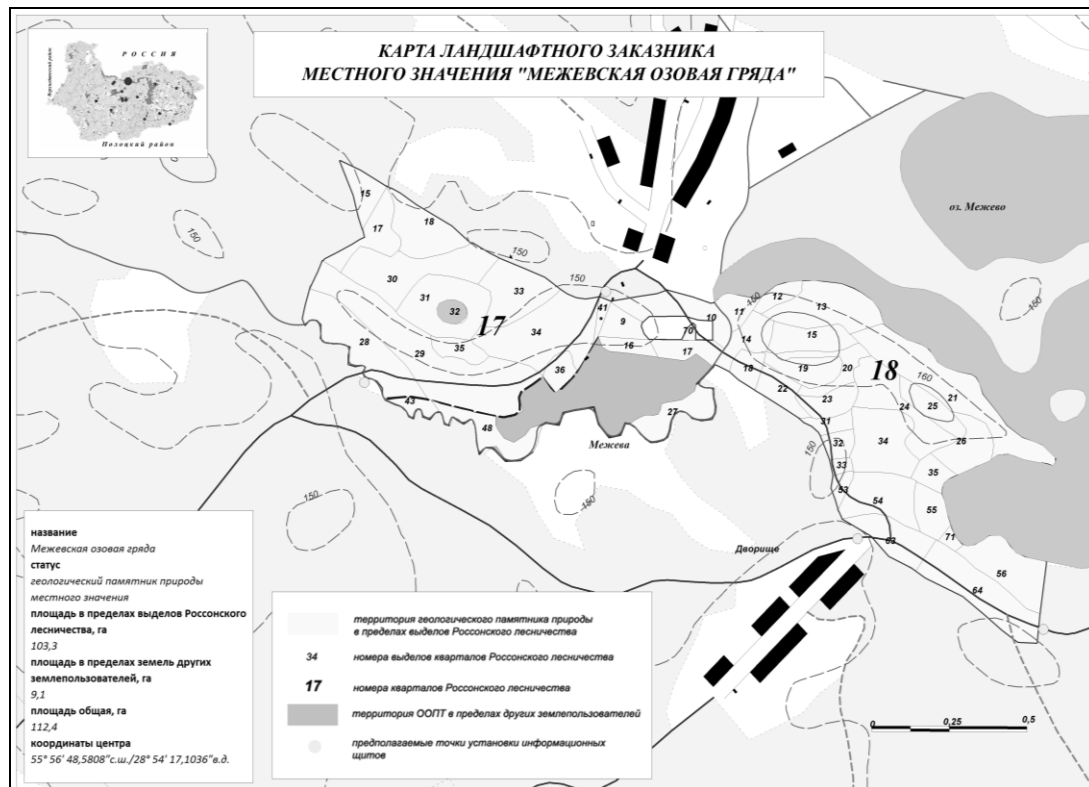 КАРТА ЛАНДШАФТНОГО ЗАКАЗНИКА
МЕСТНОГО ЗНАЧЕНИЯ "МЕЖЕВСКАЯ ОЗОВАЯ ГРЯДА"
РОССИЯ
Полоцкий район
оз. Межево
150
15
17
18
150
30
31
32
33
150
17
34
35
28
29
36
43
48
41
9
16
10
70
17
27
Межева
150
150
11
150
12
13
14
15
18
19
20
22
23
18
160
21
24
25
26
31
32
33
34
35
150
53
54
55
63
71
56
64
150
Дворище
название
Межевская озовая гряда
статус
геологический памятник природы
местного значения
площадь в пределах выделов Россонского
лесничества, га
103,3
площадь в пределах земель других
землепользователей, га
9,1
площадь общая, га
112,4
координаты центра
55° 56' 48,5808"с.ш./28° 54' 17,1036"в.д.
территория геологического памятника природы
в пределах выделов Россонского лесничества
34 номера выделов кварталов Россонского лесничества
17 номера кварталов Россонского лесничества
территория ООПТ в пределах других землепользователей
предполагаемые точки установки информационных
щитов
0 0,25 0,5